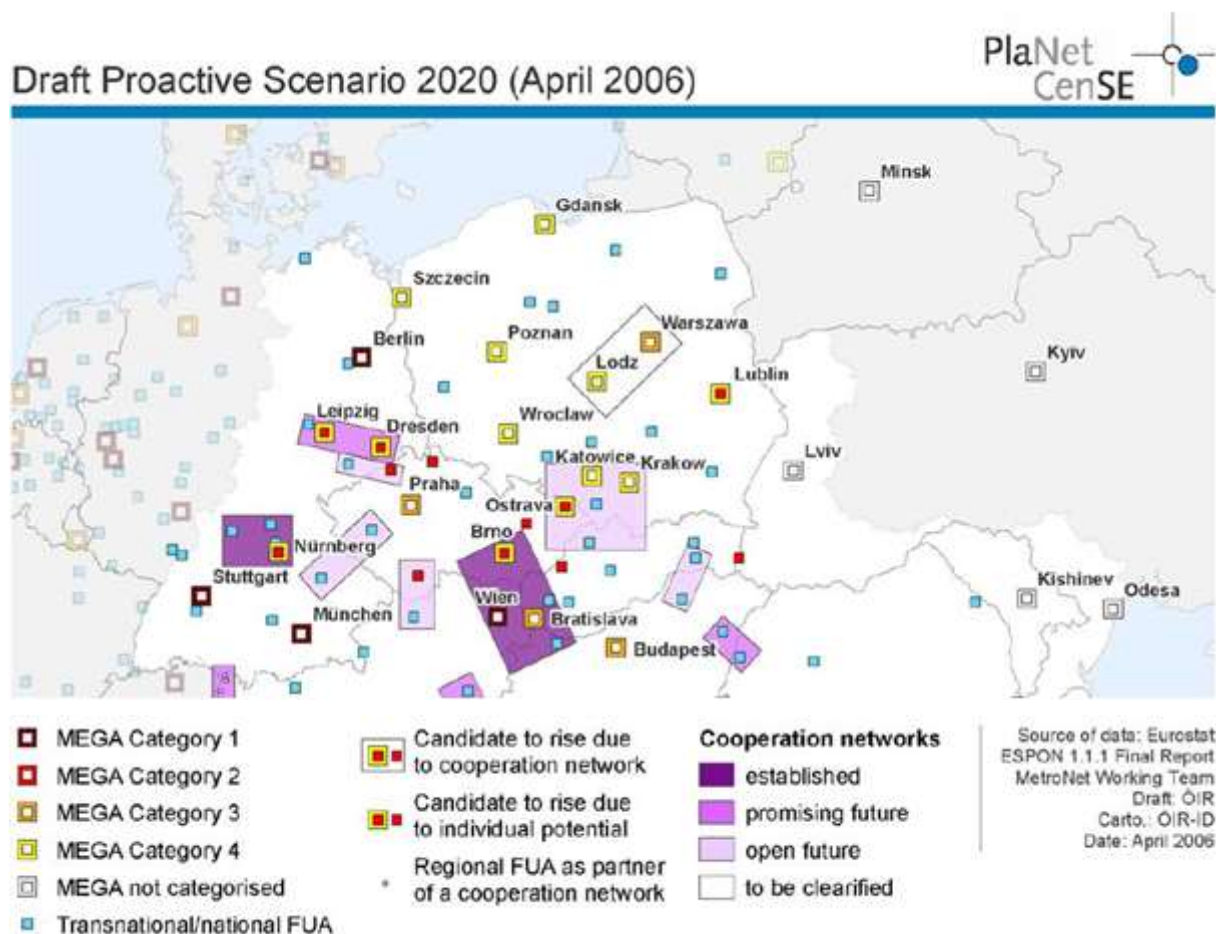 PlaNet
CenSE
Draft Proactive Scenario 2020 (April 2006)
Minsk
Gdansk
Szczecin
Poznan
Warszawa
Berlin
Kyiv
Lodz
Lublin
Leipzig
Dresden
Wroclaw
Katowice
Krakow
Lviv
Praha
Ostrava
Brno
Nürnberg
Stuttgart
Kishinev
Odesa
München
Wien
Bratislava
Budapest
MEGA Category 1
MEGA Category 2
MEGA Category 3
MEGA Category 4
MEGA not categorised
Transnational/national FUA
Candidate to rise due
to cooperation network
Candidate to rise due
to individual potential
Regional FUA as partner
of a cooperation network
Cooperation networks
established
promising future
open future
to be clearified
Source of data: Eurostat
ESPON 1.1.1 Final Report
MetroNet Working Team
Draft: ÖIR
Carto.: ÖIR-ID
Date: April 2006